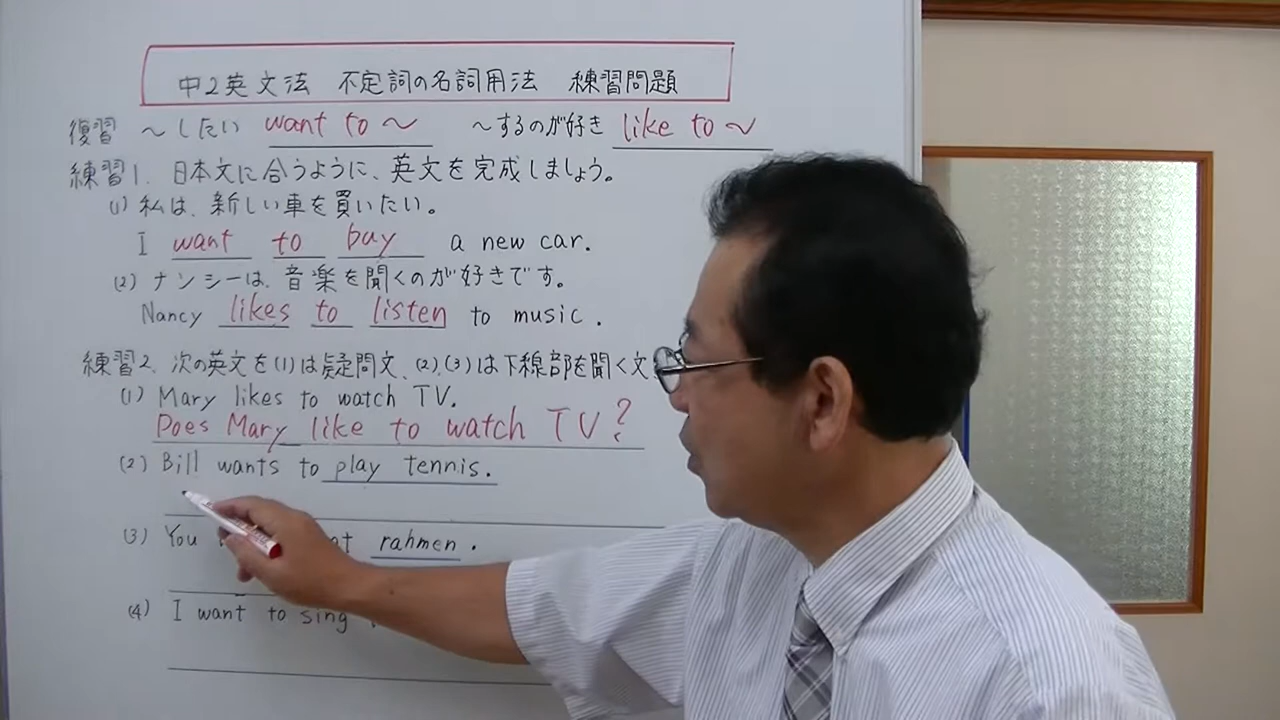 中2英文法 不定詞の名詞用法 練習問題
復習 〜したい want to 〜 〜するのが好き like to 〜
練習1. 日本文に合うように、英文を完成しましょう。
(1) 私は、新しい車を買いたい。
I want to buy a new car.
(2) ナンシーは、音楽を聞くのが好きです。
Nancy likes to listen to music.
練習2. 次の英文を(1)は疑問文、(2),(3)は下線部を聞く文
(1) Mary likes to watch TV.
Does Mary like to watch TV?
(2) Bill wants to play tennis.
(3) You rahmen.
(4) I want to sing